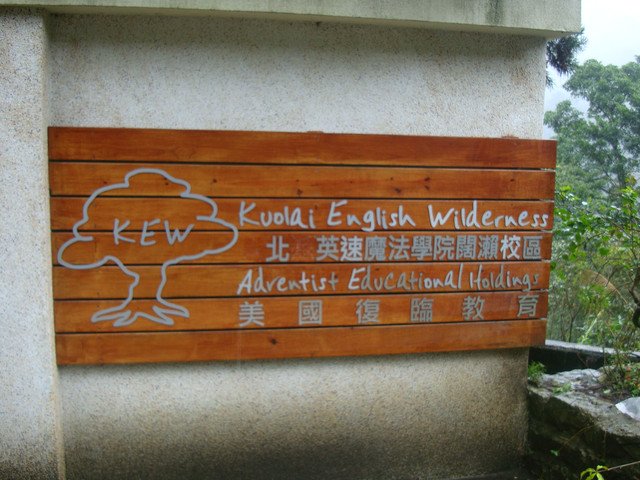 KEW
Kuolai English Wilderness
北 英速魔法學院闊瀨校區
Adventist Educational Holdings
美國復臨教育